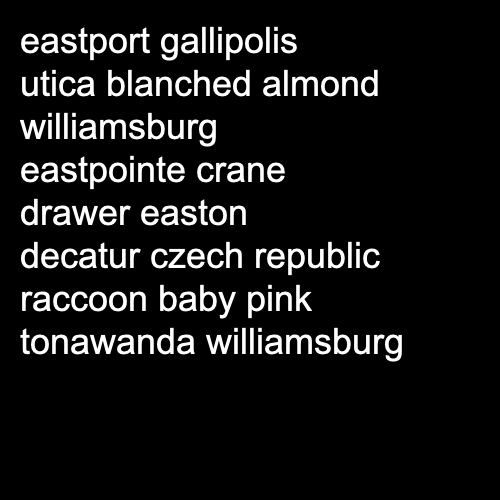 eastport gallipolis
utica blanched almond
williamsburg
eastpointe crane
drawer easton
decatur czech republic
raccoon baby pink
tonawanda williamsburg